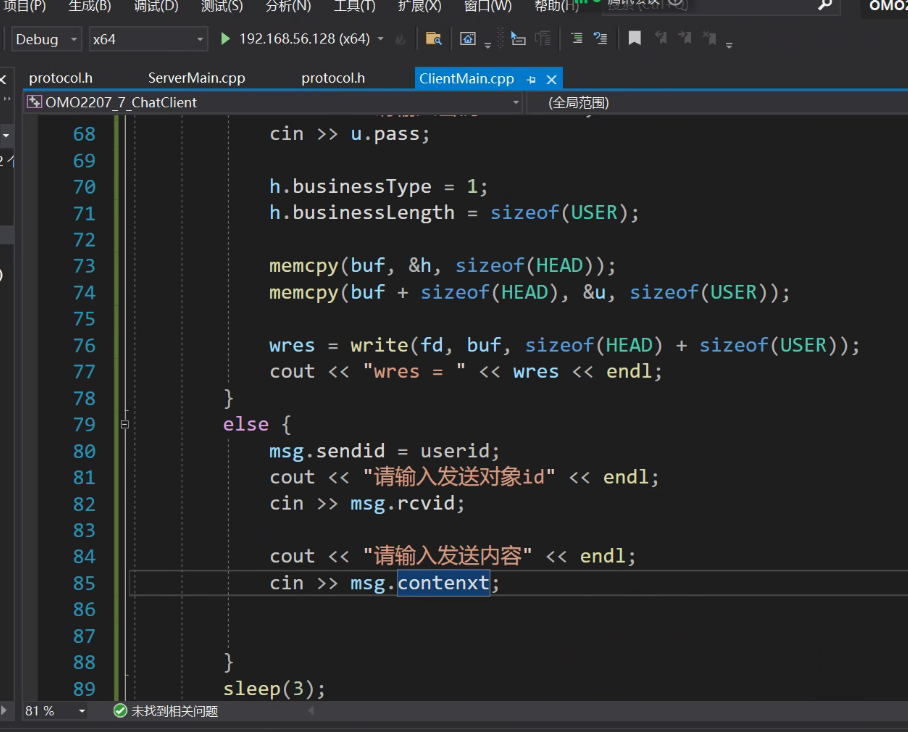 项目(P) 生成(B) 调试(D) 测试(S) 分析(N) 工具(T) 扩展(X) 窗口(W) 帮助(H)
Debug x64 192.168.56.128 (x64)
protocol.h ServerMain.cpp protocol.h ClientMain.cpp
OMO2207_7_ChatClient (全局范围)
68 cin >> u.pass;
69
70 h.businessType = 1;
71 h.businessLength = sizeof(USER);
72
73 memcpy(buf, &h, sizeof(HEAD));
74 memcpy(buf + sizeof(HEAD), &u, sizeof(USER));
75
76 wres = write(fd, buf, sizeof(HEAD) + sizeof(USER));
77 cout << "wres = " << wres << endl;
78 }
79 else {
80 msg.sendid = userid;
81 cout << "请输入发送对象id" << endl;
82 cin >> msg.rcvid;
83
84 cout << "请输入发送内容" << endl;
85 cin >> msg.contenxt;
86
87
88 }
89 sleep(3);
81 % 未找到相关问题